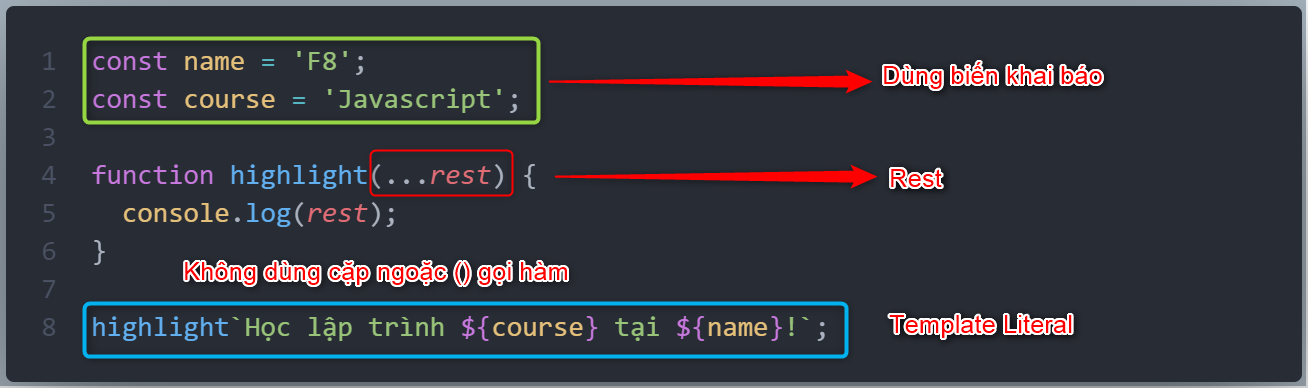 1 const name = 'F8';
2 const course = 'Javascript';
Dùng biến khai báo
3
4 function highlight(...rest) {
Rest
5 console.log(rest);
6 }
Không dùng cặp ngoặc () gọi hàm
7
8 highlight`Học lập trình ${course} tại ${name}!`;
Template Literal